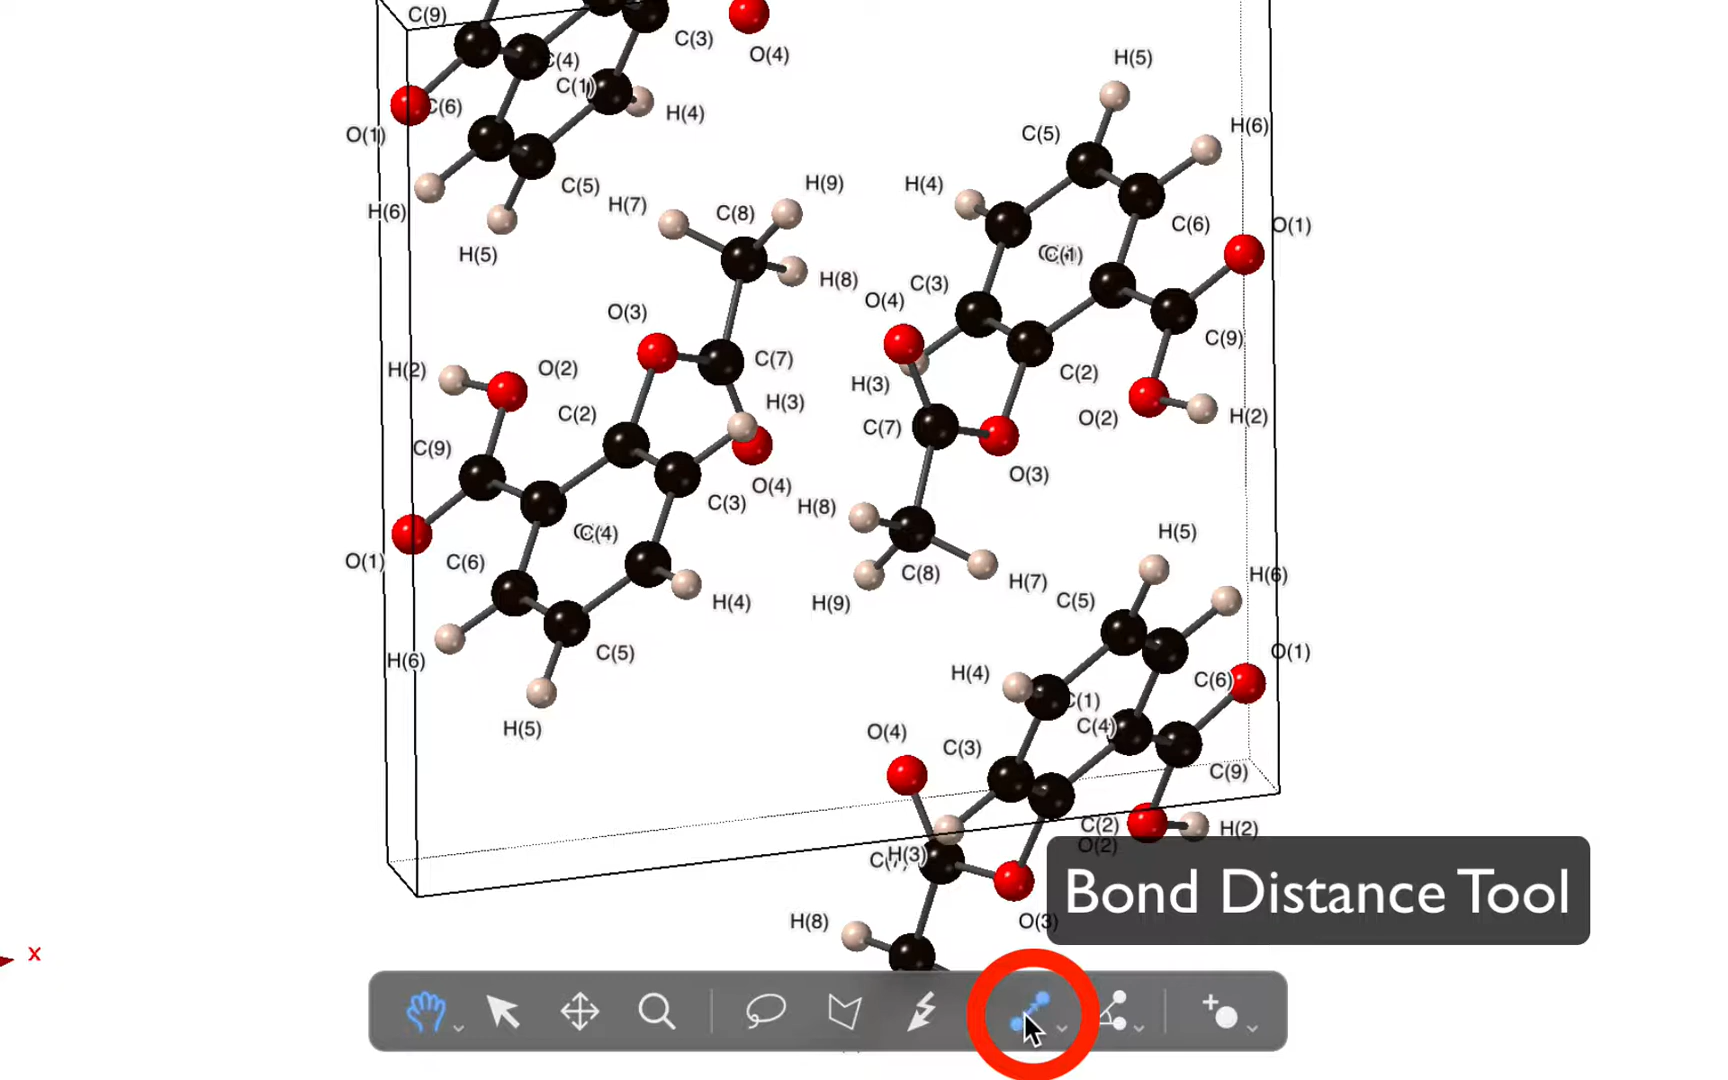 C(9)
C(3)
O(4)
H(5)
C(4)
C(1)
C(6)
H(4)
O(1)
C(5)
H(6)
C(5)
H(9)
H(4)
H(7)
C(8)
H(6)
C(6)
O(1)
H(5)
C(1)
H(8)
C(3)
O(4)
O(3)
C(9)
C(7)
O(2)
H(2)
C(2)
H(3)
H(3)
C(2)
O(2)
H(2)
C(7)
C(9)
O(3)
O(4)
C(3)
H(8)
H(5)
C(4)
O(1)
C(6)
C(8)
H(6)
H(7)
H(4)
H(9)
C(5)
C(5)
O(1)
H(6)
H(4)
C(6)
C(1)
H(5)
O(4)
C(4)
C(3)
C(9)
C(2)
H(2)
O(2)
H(3)
Bond Distance Tool
H(8)
O(3)
x